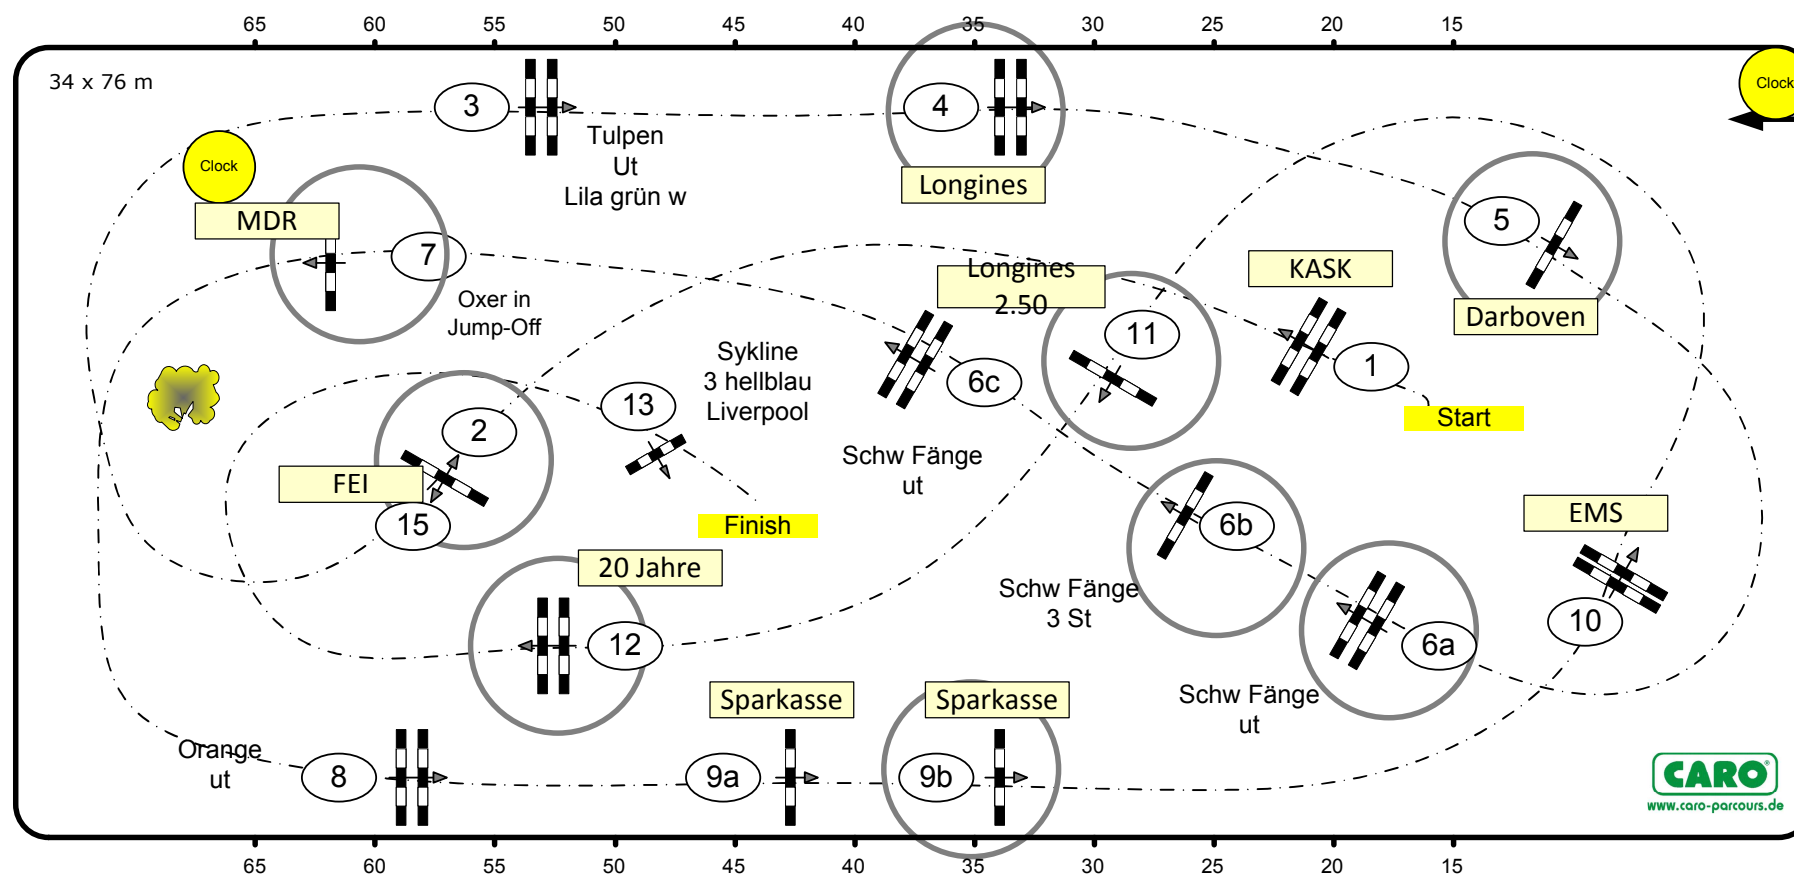 65 60 55 50 45 40 35 30 25 20 15
34 x 76 m
Clock
3
4
Tulpen
Ut
Lila grün w
Clock
Longines
MDR
5
7
Longines
2.50
KASK
Oxer in
Jump-Off
Darboven
11
1
Sykline
3 hellblau
Liverpool
6c
13
Start
2
Schw Fänge
ut
FEI
15
Finish
6b
EMS
20 Jahre
Schw Fänge
3 St
10
12
6a
Sparkasse
Sparkasse
Schw Fänge
ut
Orange
ut
8
9a
9b
CARO®
www.caro-parcours.de
65 60 55 50 45 40 35 30 25 20 15